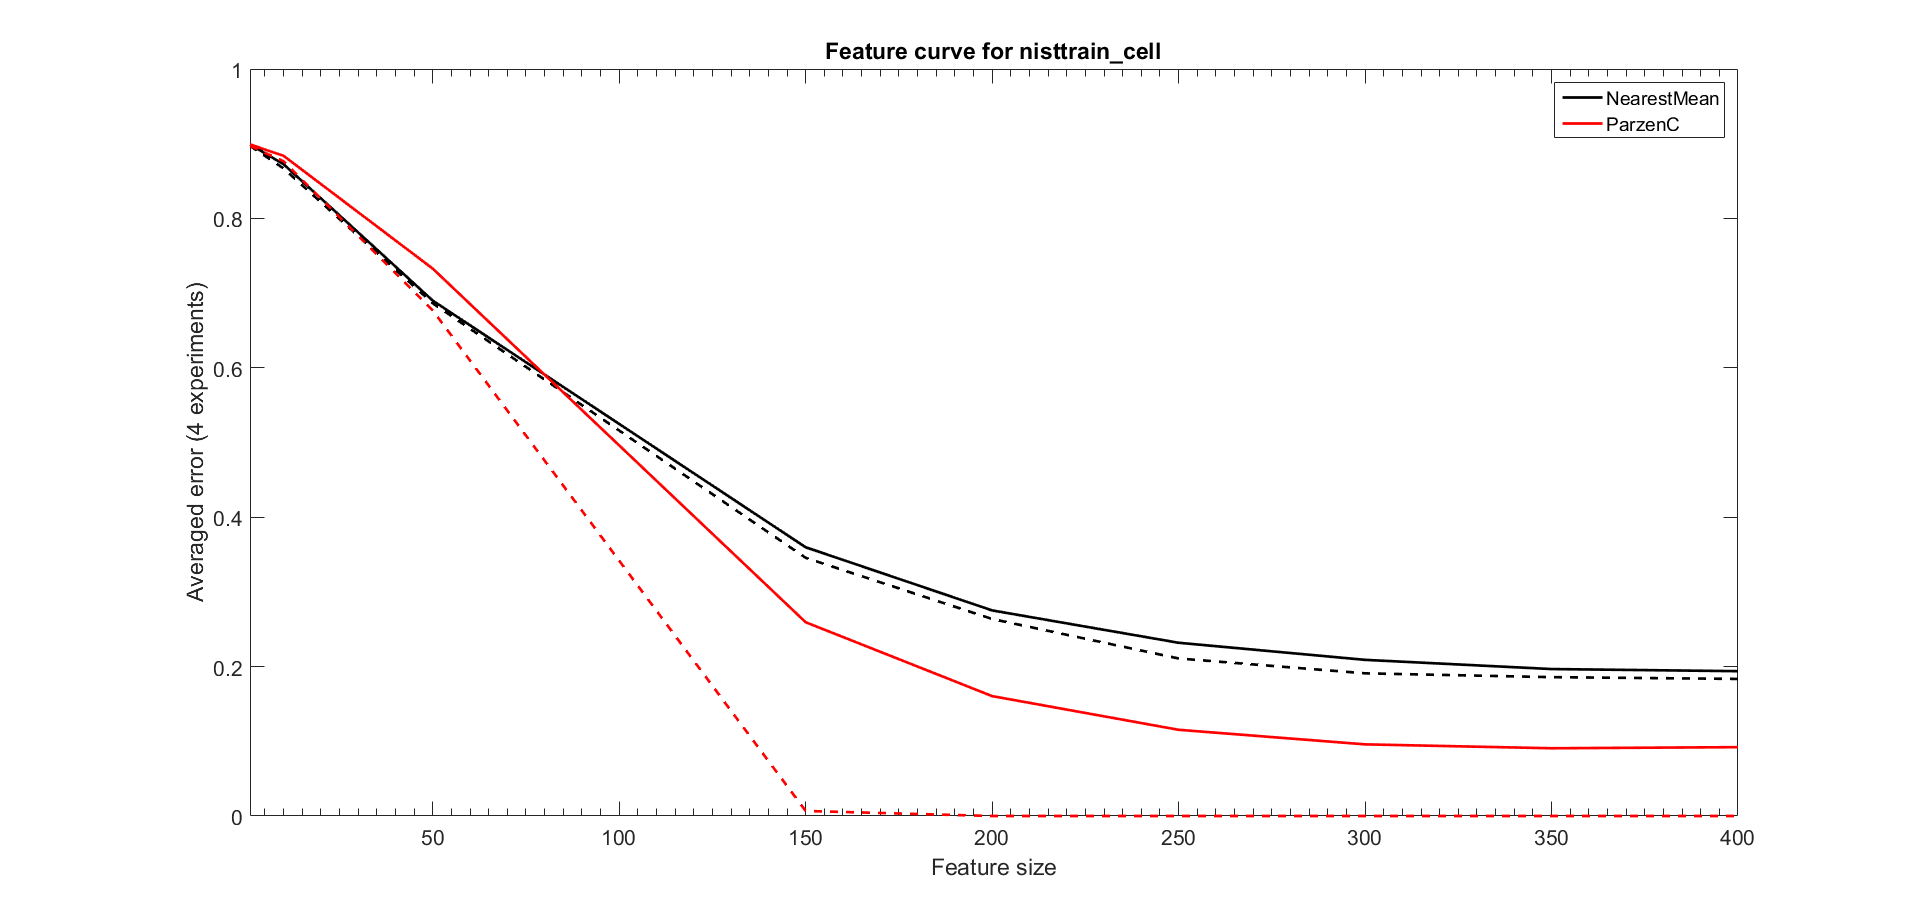 Feature curve for nisttrain_cell
NearestMean
ParzenC
Averaged error (4 experiments)
1
0.8
0.6
0.4
0.2
0
50 100 150 200 250 300 350 400
Feature size